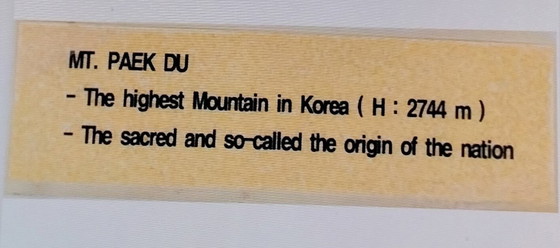 MT. PAEK DU
- The highest Mountain in Korea ( H : 2744 m )
- The sacred and so-called the origin of the nation